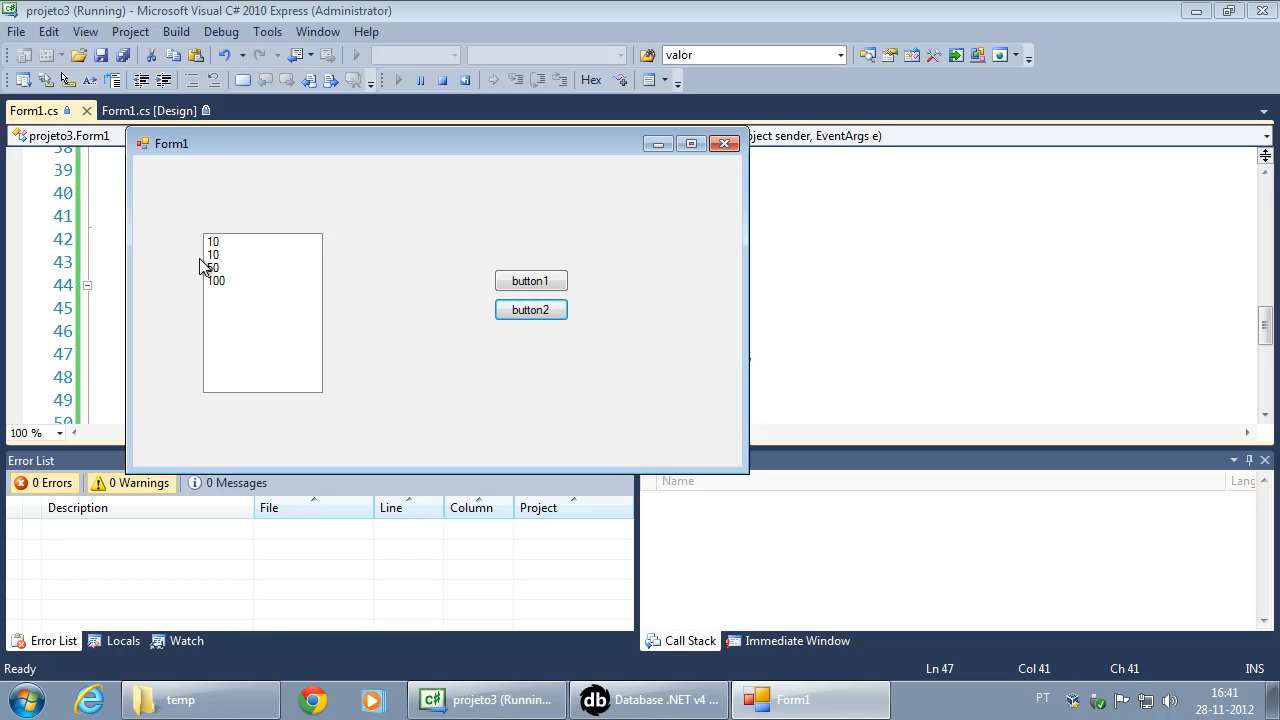 projeto3 (Running) - Microsoft Visual C# 2010 Express (Administrator)
File Edit View Project Build Debug Tools Window Help
valor
Hex
Form1.cs Form1.cs [Design]
projeto3.Form1
ject sender, EventArgs e)
Form1
38
39
40
41
42
43
44
45
46
47
48
49
50
10
10
50
100
button1
button2
100 %
Error List
0 Errors 0 Warnings 0 Messages
Description File Line Column Project
Name Lang
Error List Locals Watch
Call Stack Immediate Window
Ready Ln 47 Col 41 Ch 41 INS
temp
projeto3 (Runnin...
Database .NET v4 ...
Form1
PT
16:41
28-11-2012